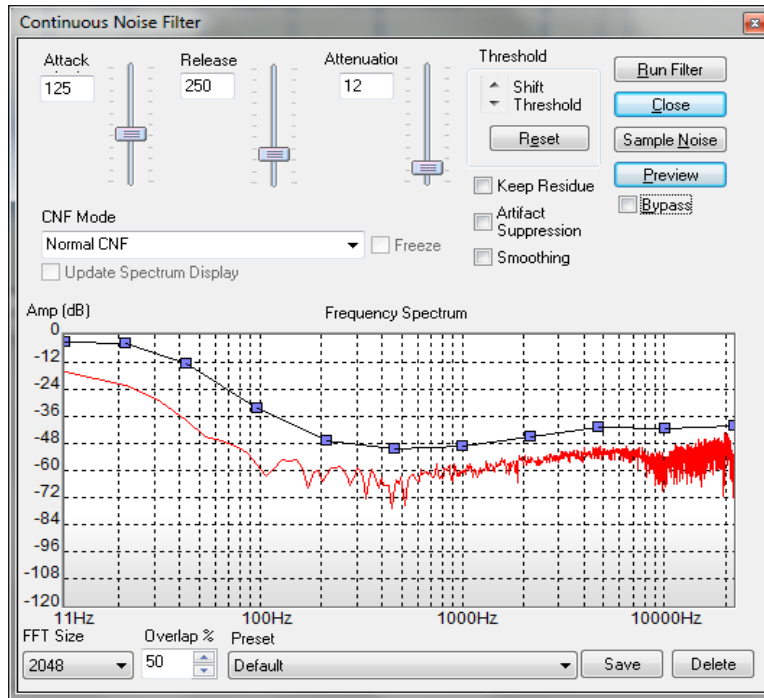 Continuous Noise Filter
Attack
125
Release
250
Attenuation
12
Threshold
Shift
Threshold
Reset
Run Filter
Close
Sample Noise
Preview
Bypass
Keep Residue
Artifact
Suppression
Smoothing
CNF Mode
Normal CNF
Freeze
Update Spectrum Display
Amp (dB)
Frequency Spectrum
0
-12
-24
-36
-48
-60
-72
-84
-96
-108
-120
11Hz 100Hz 1000Hz 10000Hz
FFT Size
2048
Overlap %
50
Preset
Default
Save
Delete